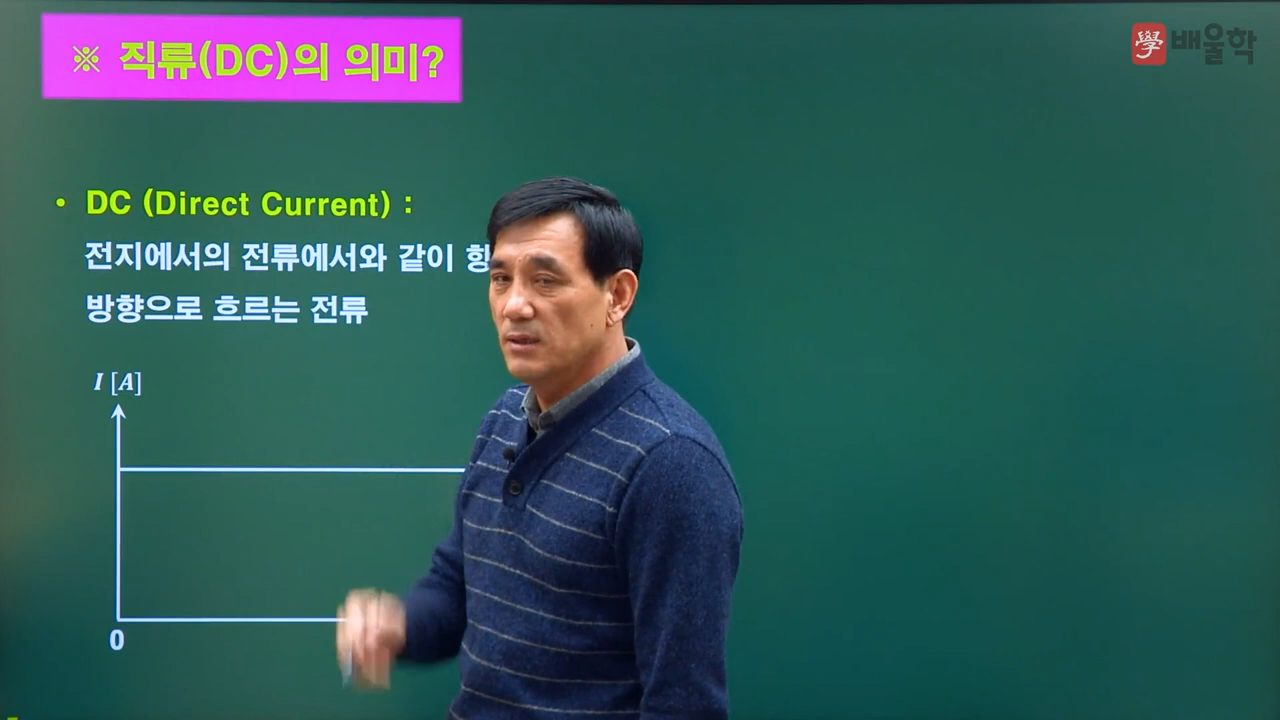 ※ 직류(DC)의 의미?
學 배울학
• DC (Direct Current) :
전지에서의 전류에서와 같이 항
방향으로 흐르는 전류
I [A]
0